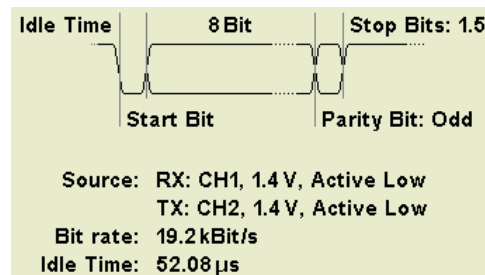 Idle Time 8 Bit Stop Bits: 1.5
Start Bit Parity Bit: Odd
Source: RX: CH1, 1.4 V, Active Low
TX: CH2, 1.4 V, Active Low
Bit rate: 19.2 kBit/s
Idle Time: 52.08 µs